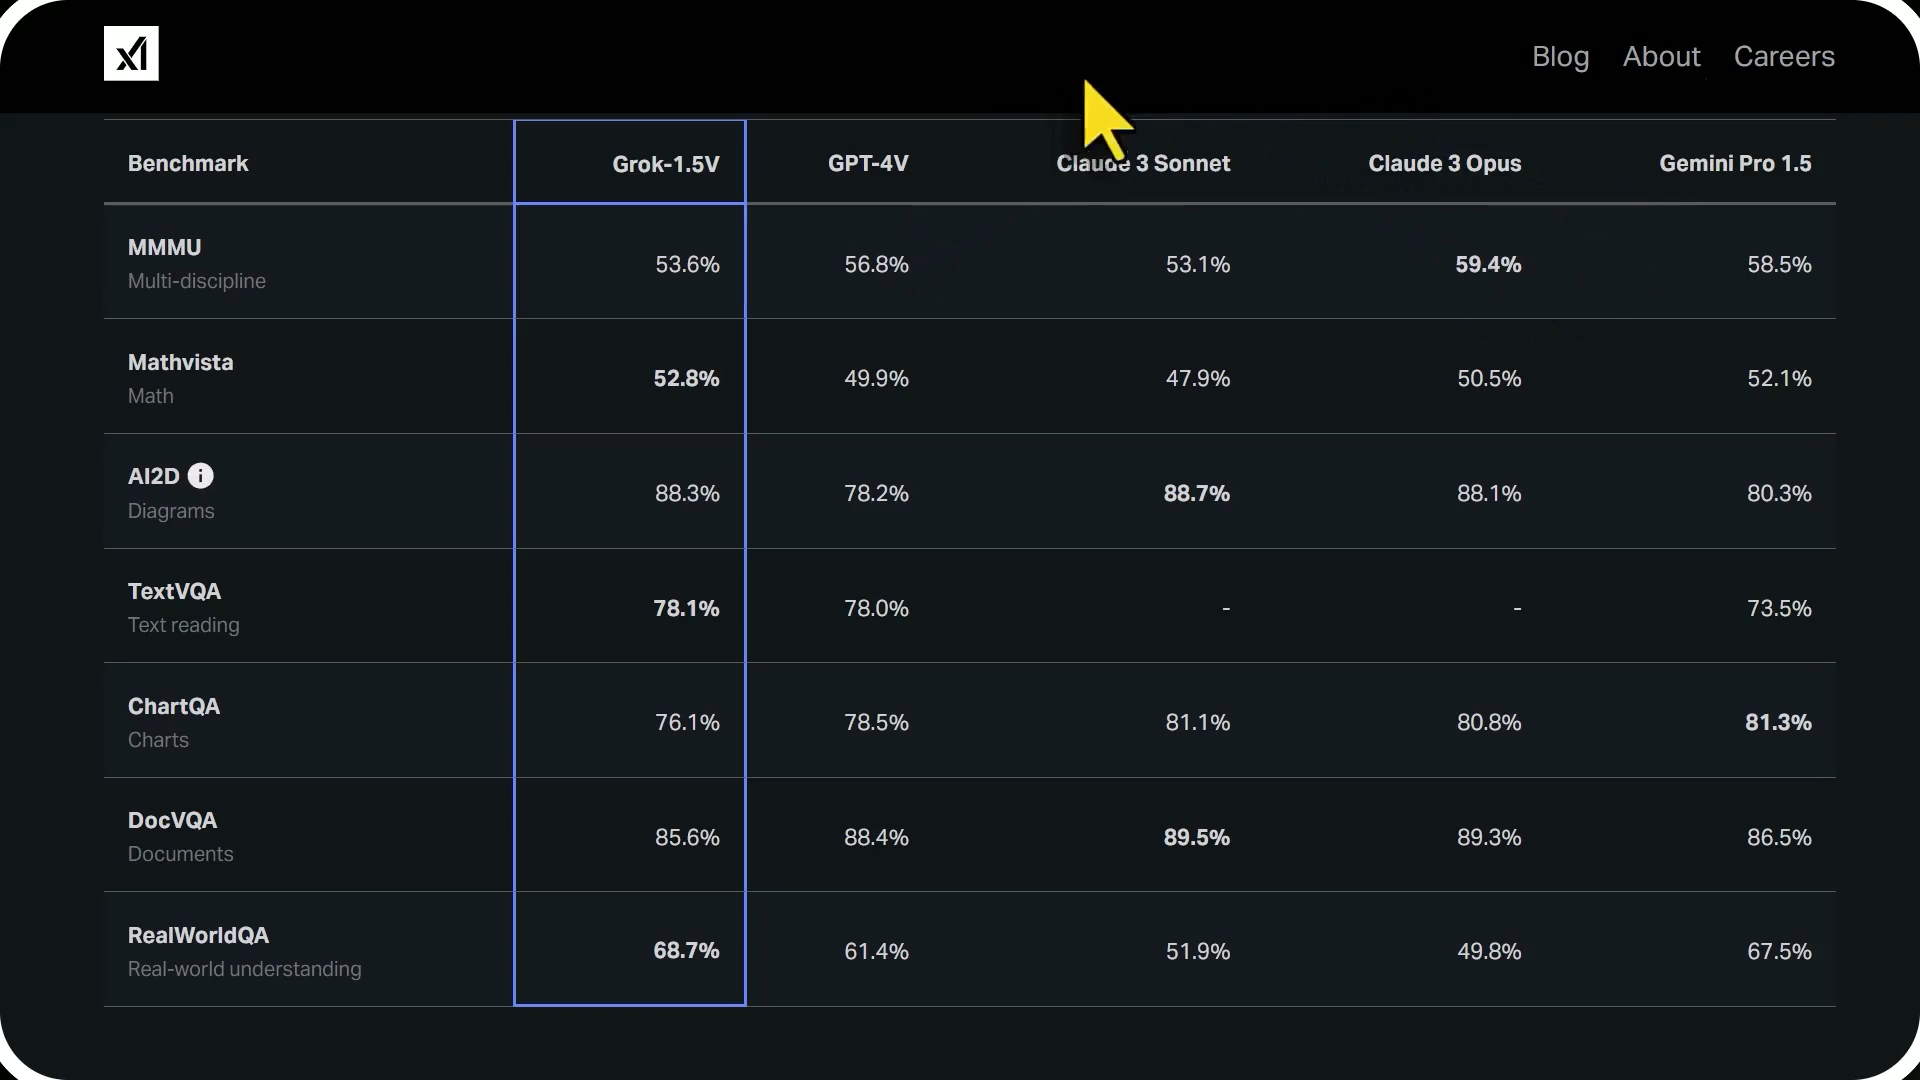 xI
Blog About Careers
Benchmark Grok-1.5V GPT-4V Claude 3 Sonnet Claude 3 Opus Gemini Pro 1.5
MMMU
Multi-discipline
53.6% 56.8% 53.1% 59.4% 58.5%
Mathvista
Math
52.8% 49.9% 47.9% 50.5% 52.1%
AI2D i
Diagrams
88.3% 78.2% 88.7% 88.1% 80.3%
TextVQA
Text reading
78.1% 78.0% - - 73.5%
ChartQA
Charts
76.1% 78.5% 81.1% 80.8% 81.3%
DocVQA
Documents
85.6% 88.4% 89.5% 89.3% 86.5%
RealWorldQA
Real-world understanding
68.7% 61.4% 51.9% 49.8% 67.5%